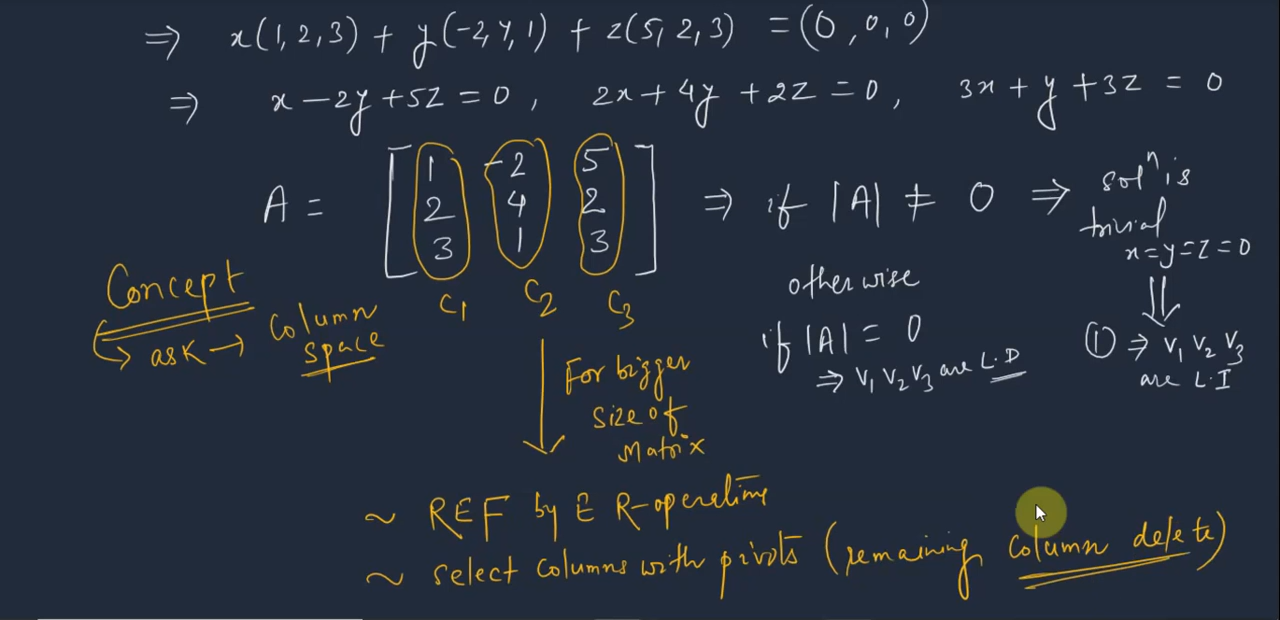 ⇒ x(1, 2, 3) + y(-2, 4, 1) + z(5, 2, 3) = (0, 0, 0)
⇒ x - 2y + 5z = 0, 2x + 4y + 2z = 0, 3x + y + 3z = 0
A = [ 1 -2 5
2 4 2
3 1 3 ] ⇒ if |A| ≠ 0 ⇒ solⁿ is
trivial
x=y=z=0
C₁ C₂ C₃
otherwise
if |A| = 0
⇒ v₁ v₂ v₃ are L.D
① ⇒ v₁ v₂ v₃
are L.I
Concept
↳ ask → Column
space
For bigger
size of
Matrix
~ REF by E R-operations
~ select columns with pivots (remaining column delete)